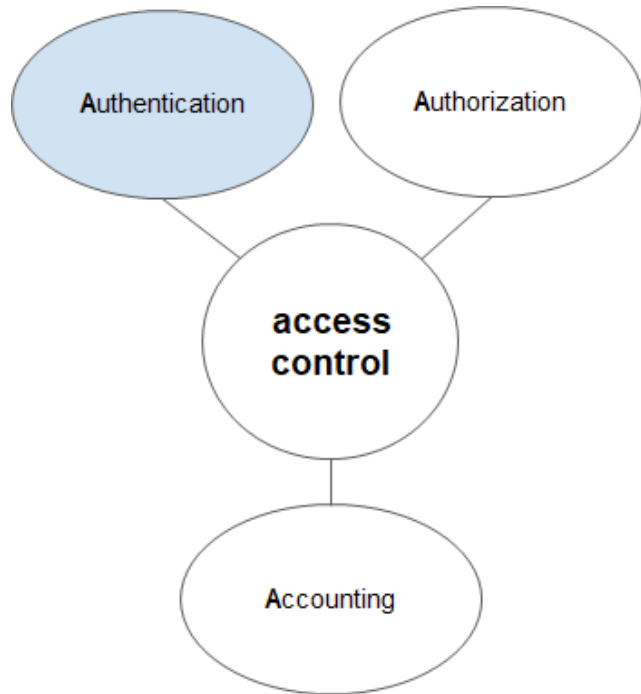 Authentication
Authorization
access
control
Accounting